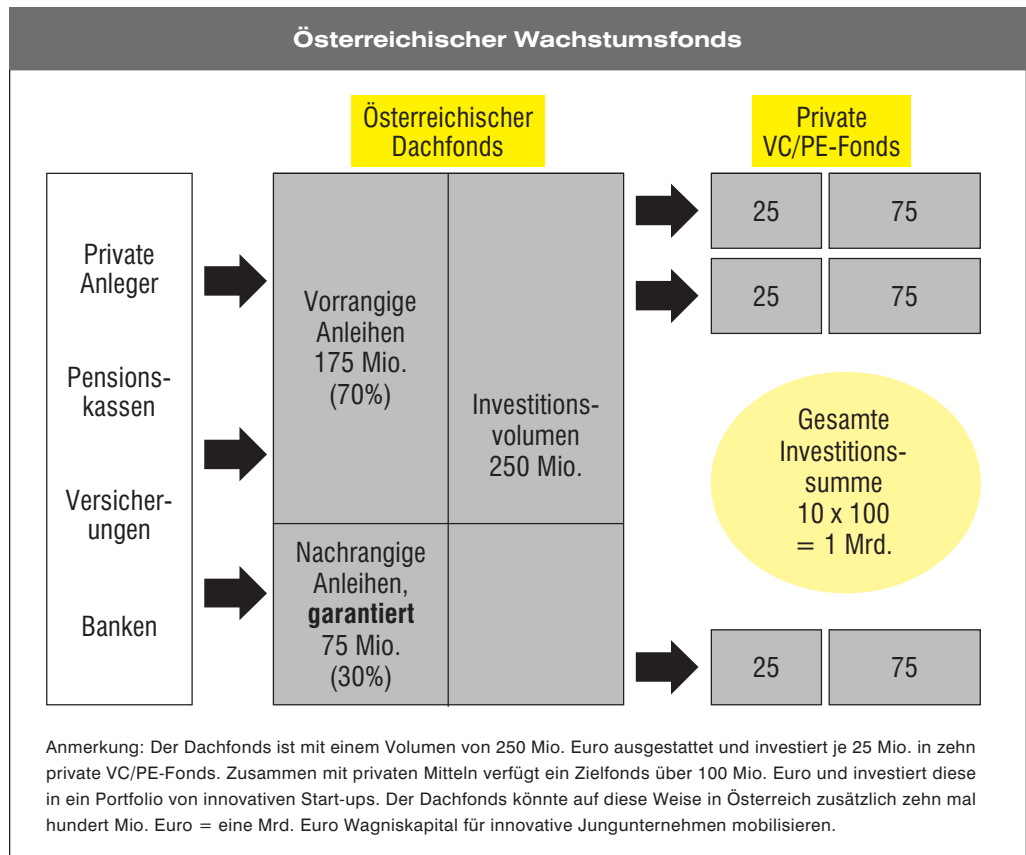 Österreichischer Wachstumsfonds
Österreichischer
Dachfonds
Private
VC/PE-Fonds
Private
Anleger
Pensions-
kassen
Versicher-
ungen
Banken
Vorrangige
Anleihen
175 Mio.
(70%)
Nachrangige
Anleihen,
garantiert
75 Mio.
(30%)
Investitions-
volumen
250 Mio.
25 75
25 75
Gesamte
Investitions-
summe
10 x 100
= 1 Mrd.
25 75
Anmerkung: Der Dachfonds ist mit einem Volumen von 250 Mio. Euro ausgestattet und investiert je 25 Mio. in zehn
private VC/PE-Fonds. Zusammen mit privaten Mitteln verfügt ein Zielfonds über 100 Mio. Euro und investiert diese
in ein Portfolio von innovativen Start-ups. Der Dachfonds könnte auf diese Weise in Österreich zusätzlich zehn mal
hundert Mio. Euro = eine Mrd. Euro Wagniskapital für innovative Jungunternehmen mobilisieren.